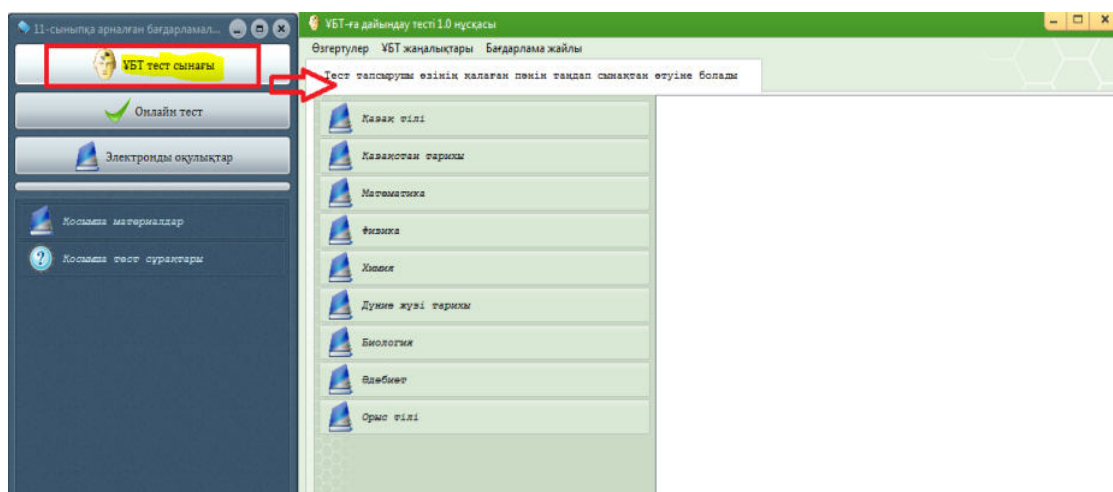 11-сыныпқа арналған бағдарламал...
ҰБТ тест сынағы
Онлайн тест
Электронды оқулықтар
Қосымша материалдар
Қосымша тест сұрақтары
ҰБТ-ға дайындау тесті 1.0 нұсқасы
Өзгертулер ҰБТ жаңалықтары Бағдарлама жайлы
Тест тапсырушы өзінің қалаған пәнін таңдап сынақтан өтуіне болады
Қазақ тілі
Қазақстан тарихы
Математика
Физика
Химия
Дүние жүзі тарихы
Биология
Әдебиет
Орыс тілі